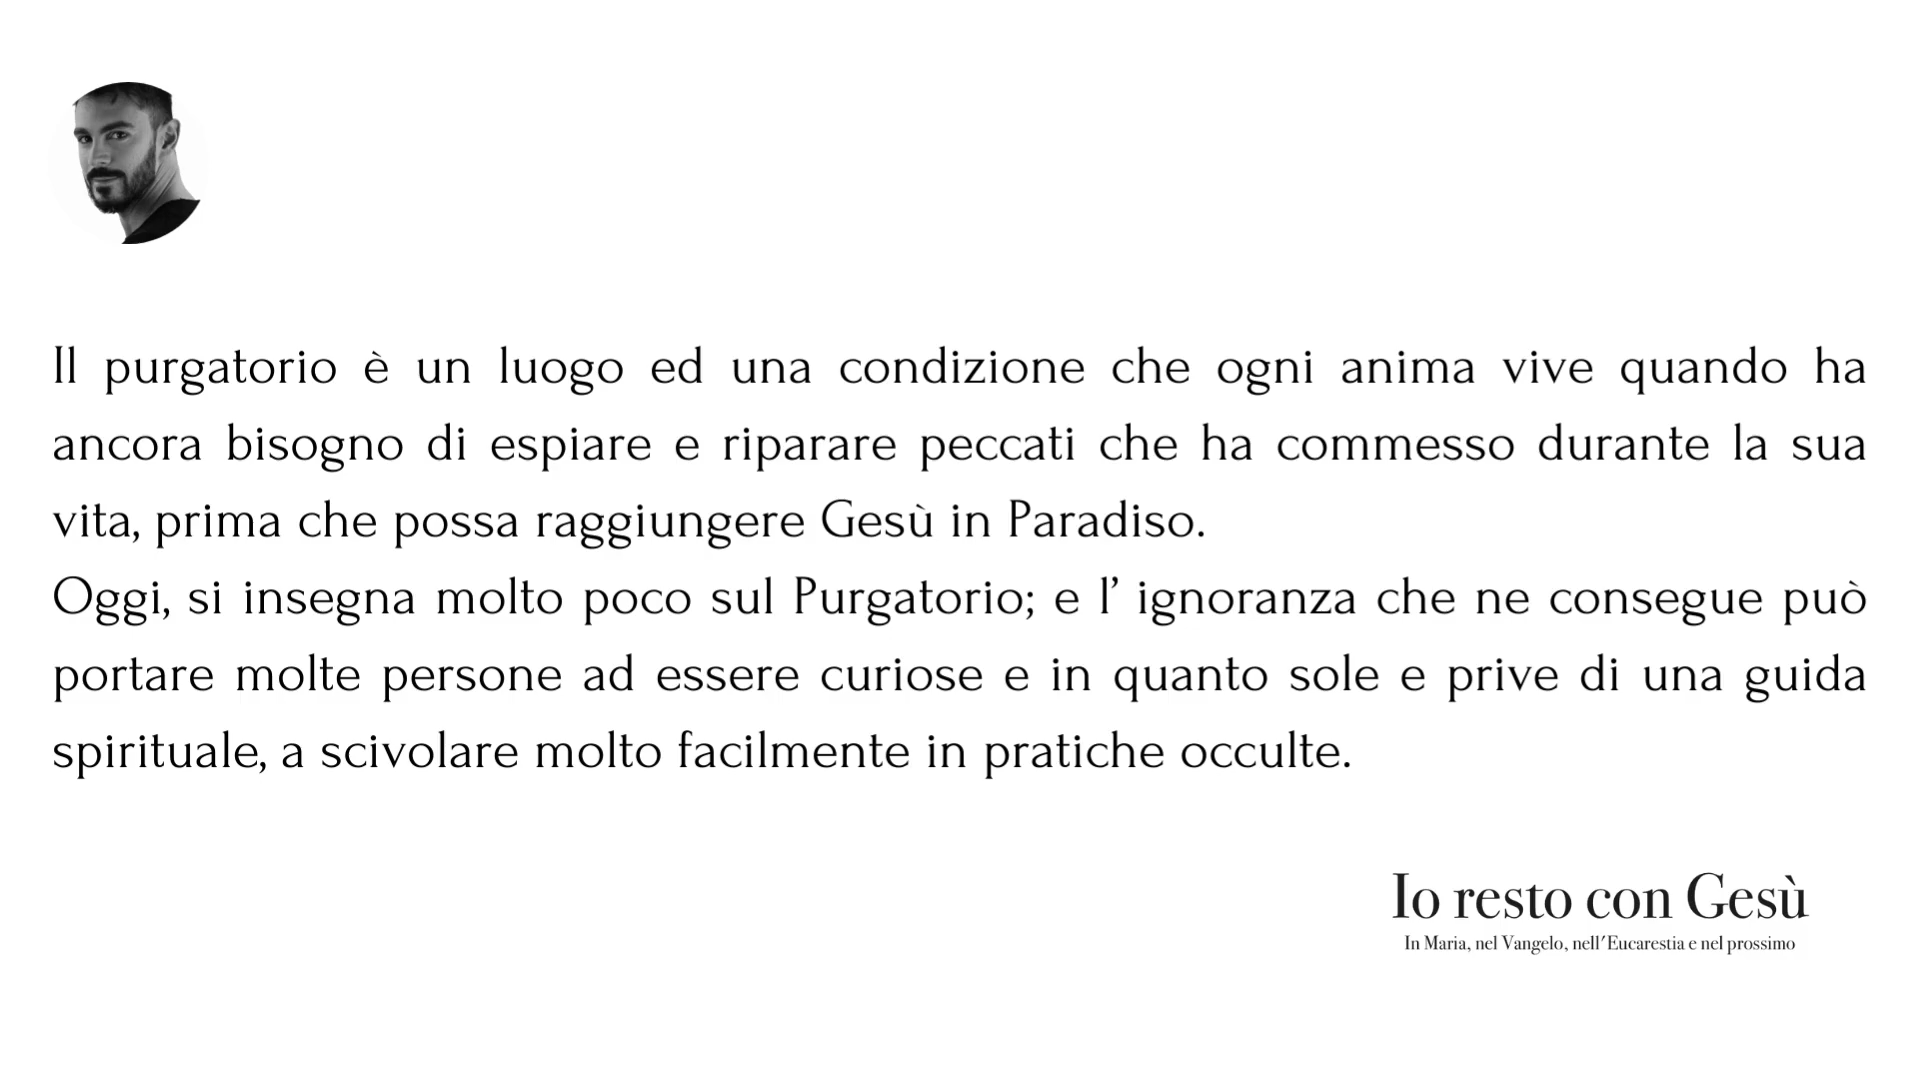 Il purgatorio è un luogo ed una condizione che ogni anima vive quando ha
ancora bisogno di espiare e riparare peccati che ha commesso durante la sua
vita, prima che possa raggiungere Gesù in Paradiso.
Oggi, si insegna molto poco sul Purgatorio; e l’ ignoranza che ne consegue può
portare molte persone ad essere curiose e in quanto sole e prive di una guida
spirituale, a scivolare molto facilmente in pratiche occulte.
Io resto con Gesù
In Maria, nel Vangelo, nell'Eucarestia e nel prossimo